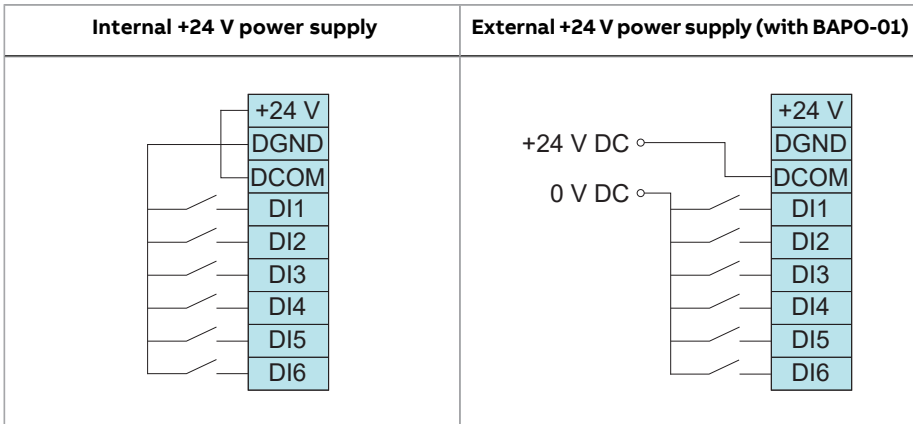 Internal +24 V power supply
External +24 V power supply (with BAPO-01)
+24 V
DGND
DCOM
DI1
DI2
DI3
DI4
DI5
DI6
+24 V DC
0 V DC
+24 V
DGND
DCOM
DI1
DI2
DI3
DI4
DI5
DI6